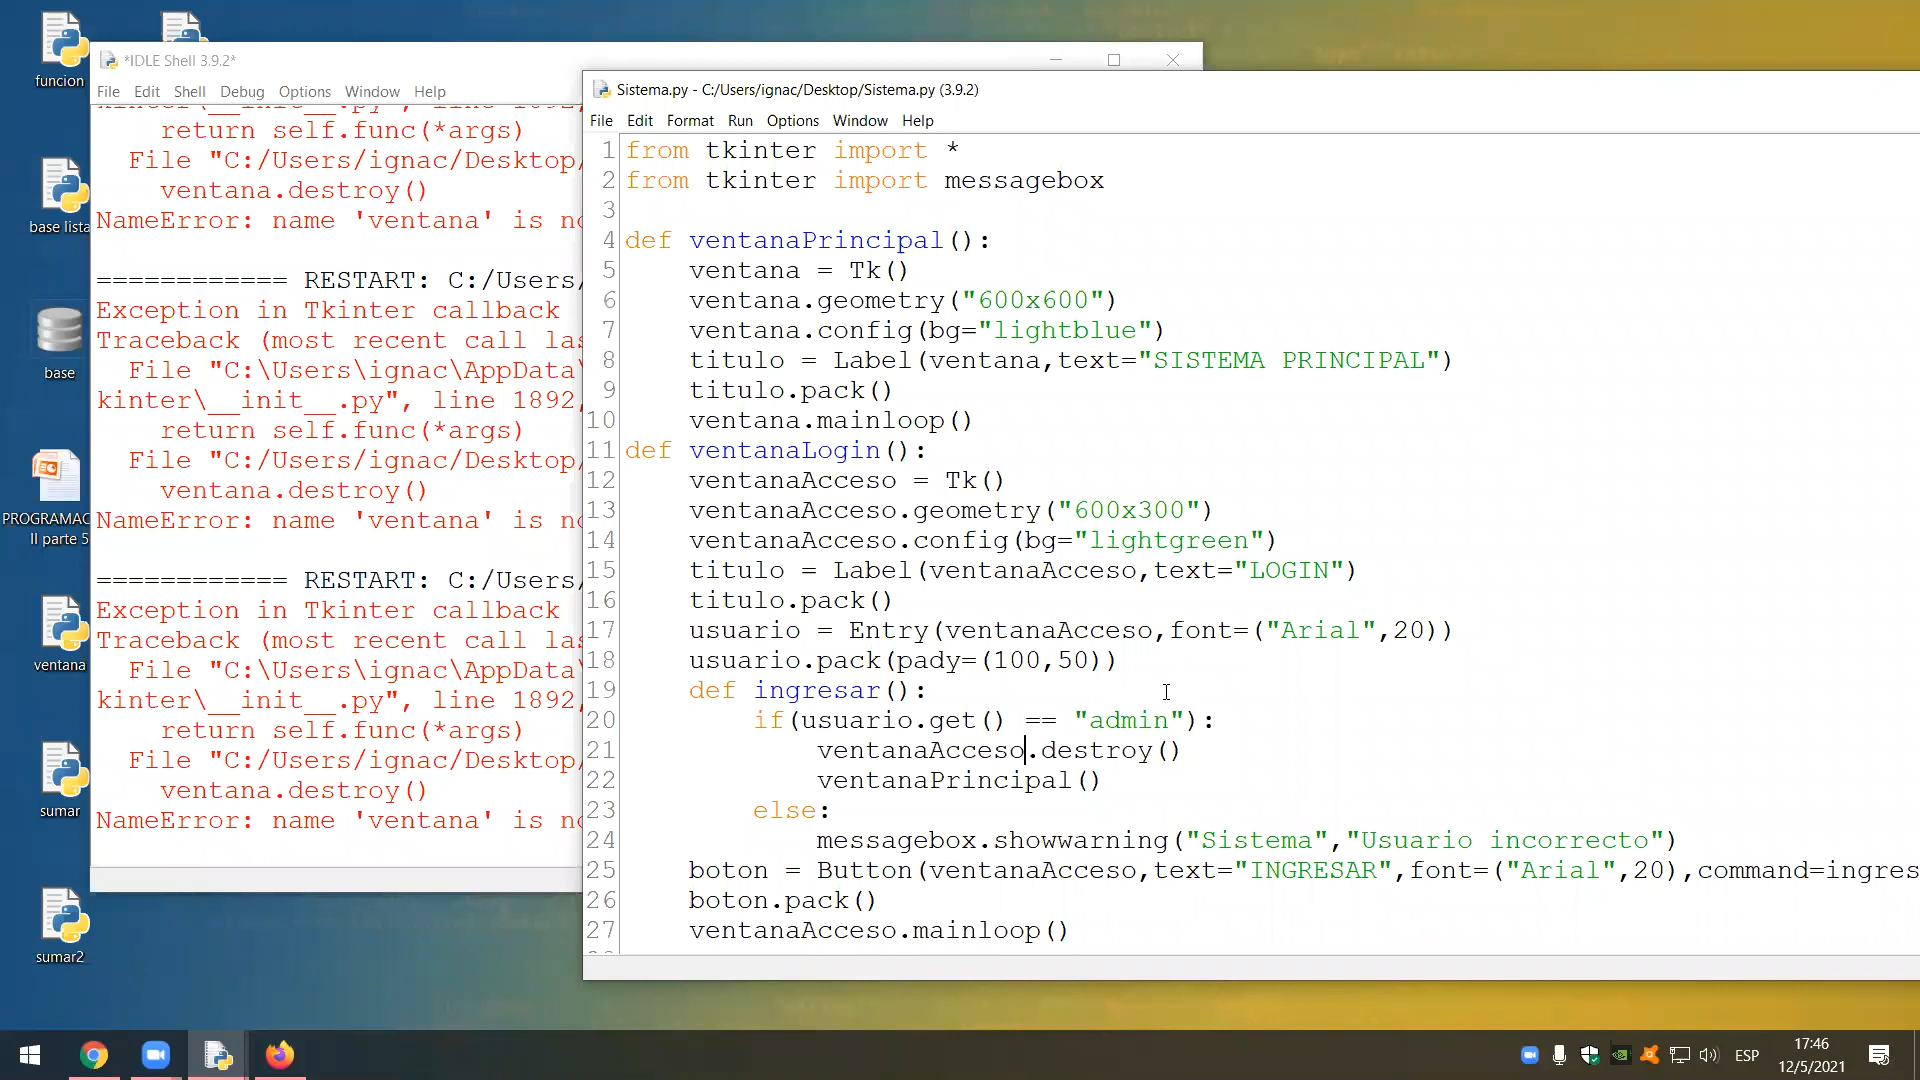 funcion
base lista
base
PROGRAMAC
II parte 5
ventana
sumar
sumar2
*IDLE Shell 3.9.2*
File Edit Shell Debug Options Window Help
kinter\__init__.py", line 1892,
return self.func(*args)
File "C:/Users/ignac/Desktop/
ventana.destroy()
NameError: name 'ventana' is no
============ RESTART: C:/Users/
Exception in Tkinter callback
Traceback (most recent call las
File "C:\Users\ignac\AppData\
kinter\__init__.py", line 1892,
return self.func(*args)
File "C:/Users/ignac/Desktop/
ventana.destroy()
NameError: name 'ventana' is no
============ RESTART: C:/Users/
Exception in Tkinter callback
Traceback (most recent call las
File "C:\Users\ignac\AppData\
kinter\__init__.py", line 1892,
return self.func(*args)
File "C:/Users/ignac/Desktop/
ventana.destroy()
NameError: name 'ventana' is no
Sistema.py - C:/Users/ignac/Desktop/Sistema.py (3.9.2)
File Edit Format Run Options Window Help
1 from tkinter import *
2 from tkinter import messagebox
3
4 def ventanaPrincipal():
5 ventana = Tk()
6 ventana.geometry("600x600")
7 ventana.config(bg="lightblue")
8 titulo = Label(ventana,text="SISTEMA PRINCIPAL")
9 titulo.pack()
10 ventana.mainloop()
11 def ventanaLogin():
12 ventanaAcceso = Tk()
13 ventanaAcceso.geometry("600x300")
14 ventanaAcceso.config(bg="lightgreen")
15 titulo = Label(ventanaAcceso,text="LOGIN")
16 titulo.pack()
17 usuario = Entry(ventanaAcceso,font=("Arial",20))
18 usuario.pack(pady=(100,50))
19 def ingresar():
20 if(usuario.get() == "admin"):
21 ventanaAcceso.destroy()
22 ventanaPrincipal()
23 else:
24 messagebox.showwarning("Sistema","Usuario incorrecto")
25 boton = Button(ventanaAcceso,text="INGRESAR",font=("Arial",20),command=ingres
26 boton.pack()
27 ventanaAcceso.mainloop()
ESP
17:46
12/5/2021